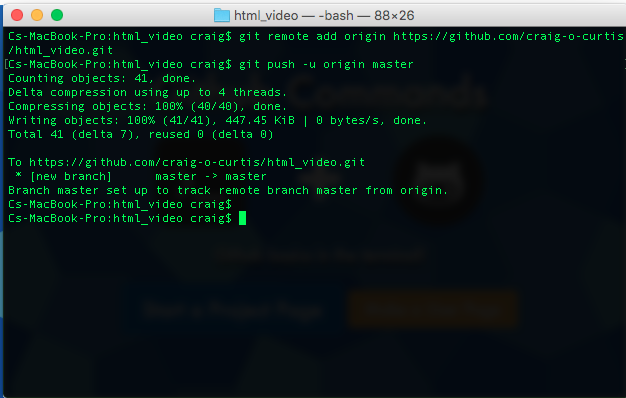 html_video — -bash — 88×26
Cs-MacBook-Pro:html_video craig$ git remote add origin https://github.com/craig-o-curtis
/html_video.git
[Cs-MacBook-Pro:html_video craig$ git push -u origin master
Counting objects: 41, done.
Delta compression using up to 4 threads.
Compressing objects: 100% (40/40), done.
Writing objects: 100% (41/41), 447.45 KiB | 0 bytes/s, done.
Total 41 (delta 7), reused 0 (delta 0)
To https://github.com/craig-o-curtis/html_video.git
* [new branch] master -> master
Branch master set up to track remote branch master from origin.
Cs-MacBook-Pro:html_video craig$
Cs-MacBook-Pro:html_video craig$
Commands
Start a Project Page